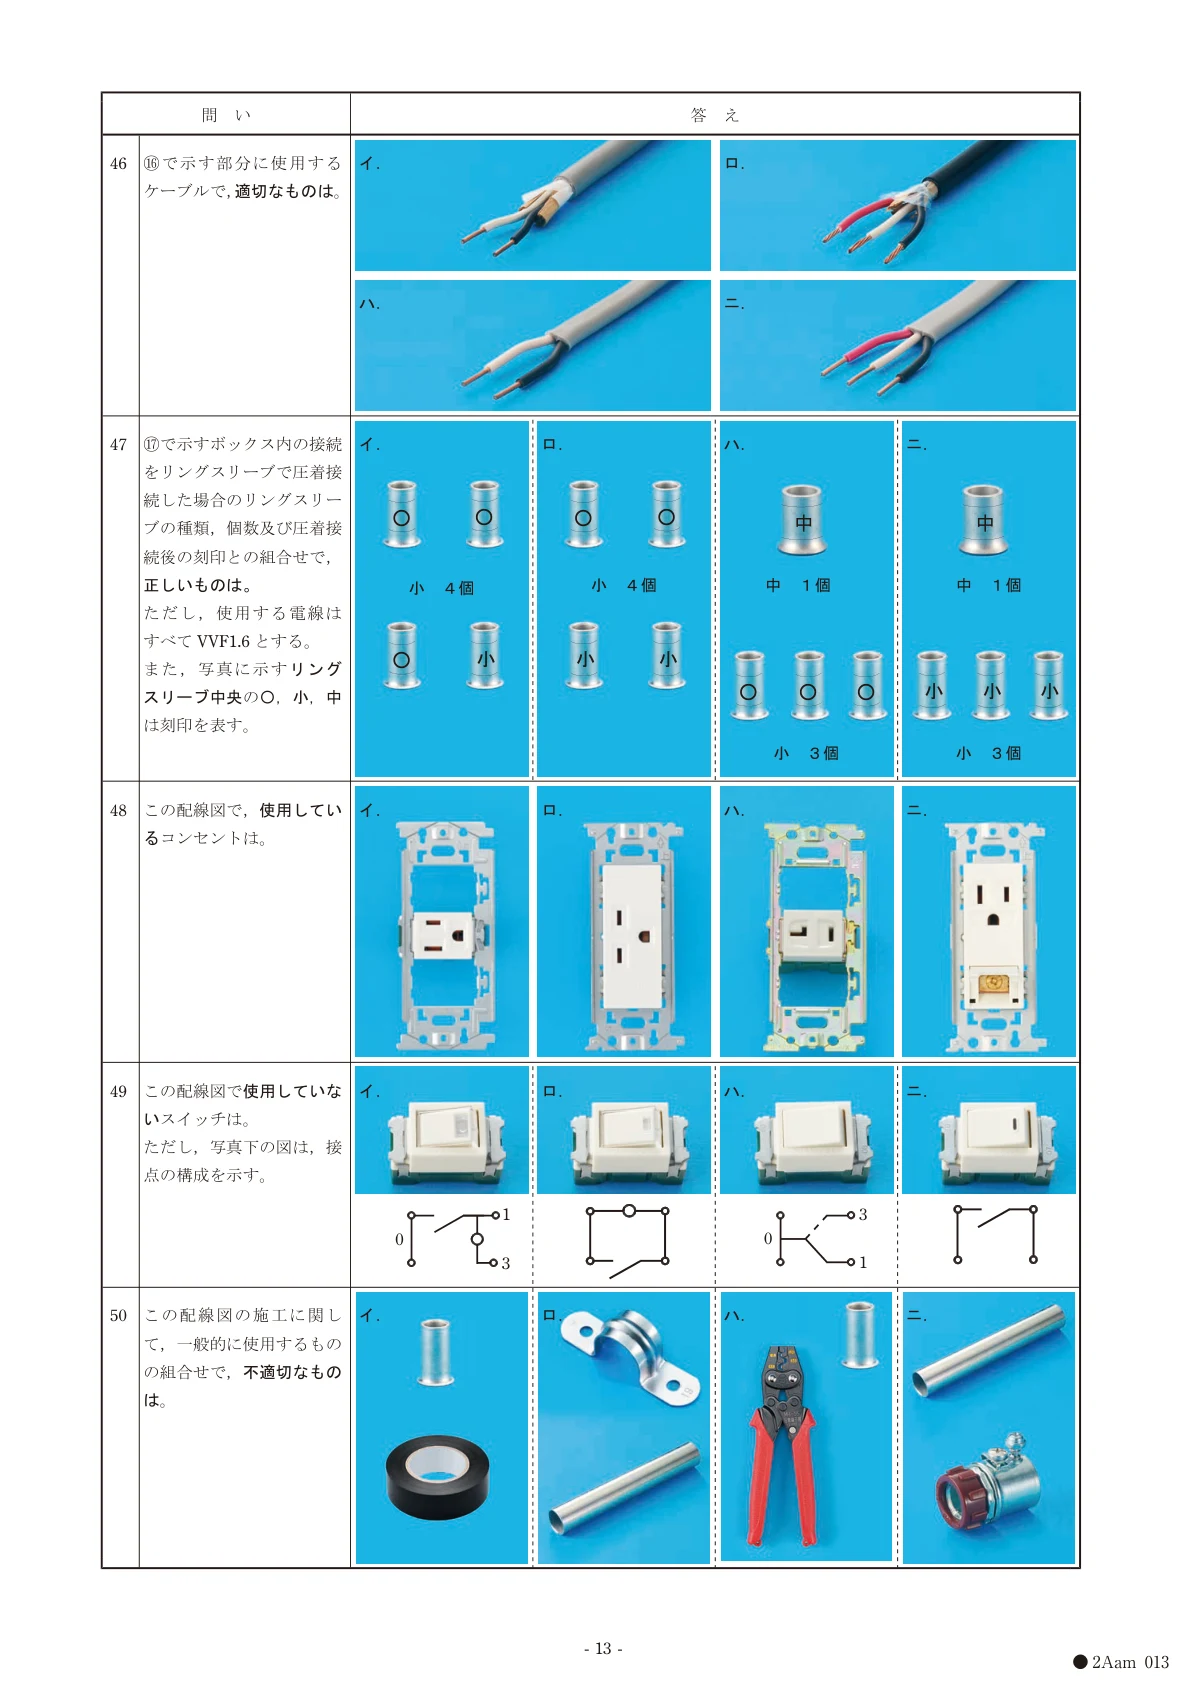 問　い
答　え
46
⑯で示す部分に使用する
ケーブルで，適切なものは。
イ．
ロ．
ハ．
ニ．
47
⑰で示すボックス内の接続
をリングスリーブで圧着接
続した場合のリングスリー
ブの種類，個数及び圧着接
続後の刻印との組合せで，
正しいものは。
ただし，使用する電線は
すべて VVF1.6 とする。
また，写真に示すリング
スリーブ中央の〇，小，中
は刻印を表す。
イ．
〇 〇
小　4個
〇 小
ロ．
〇 〇
小　4個
小 小
ハ．
中
中　1個
〇 〇 〇
小　3個
ニ．
中
中　1個
小 小 小
小　3個
48
この配線図で，使用してい
るコンセントは。
イ．
ロ．
ハ．
ニ．
49
この配線図で使用していな
いスイッチは。
ただし，写真下の図は，接
点の構成を示す。
イ．
0
1
3
ロ．
ハ．
0
3
1
ニ．
50
この配線図の施工に関し
て，一般的に使用するもの
の組合せで，不適切なもの
は。
イ．
ロ．
19
ハ．
ニ．
- 13 -
●2Aam 013